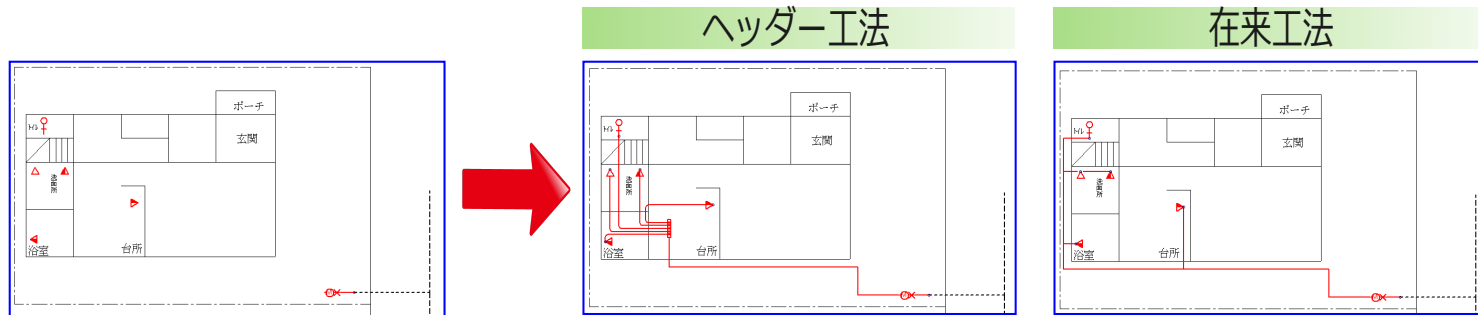 ヘッダー工法
在来工法
ポーチ
玄関
トイレ
洗面所
浴室
台所
ポーチ
玄関
トイレ
洗面所
浴室
台所
ポーチ
玄関
トイレ
洗面所
浴室
台所